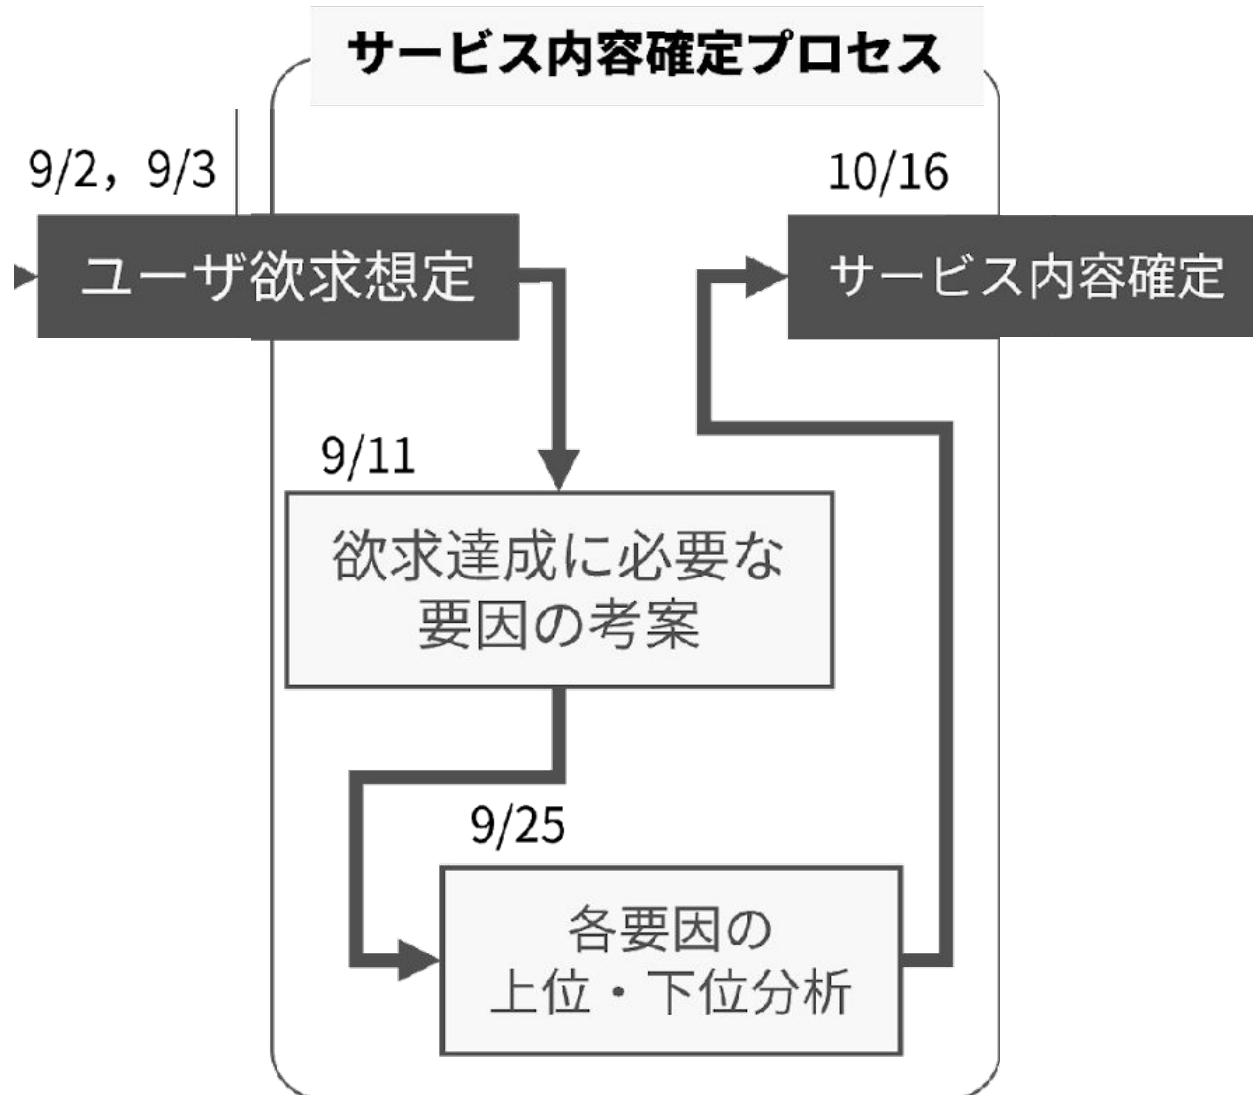 サービス内容確定プロセス
9/2，9/3
ユーザ欲求想定
10/16
サービス内容確定
9/11
欲求達成に必要な
要因の考案
9/25
各要因の
上位・下位分析